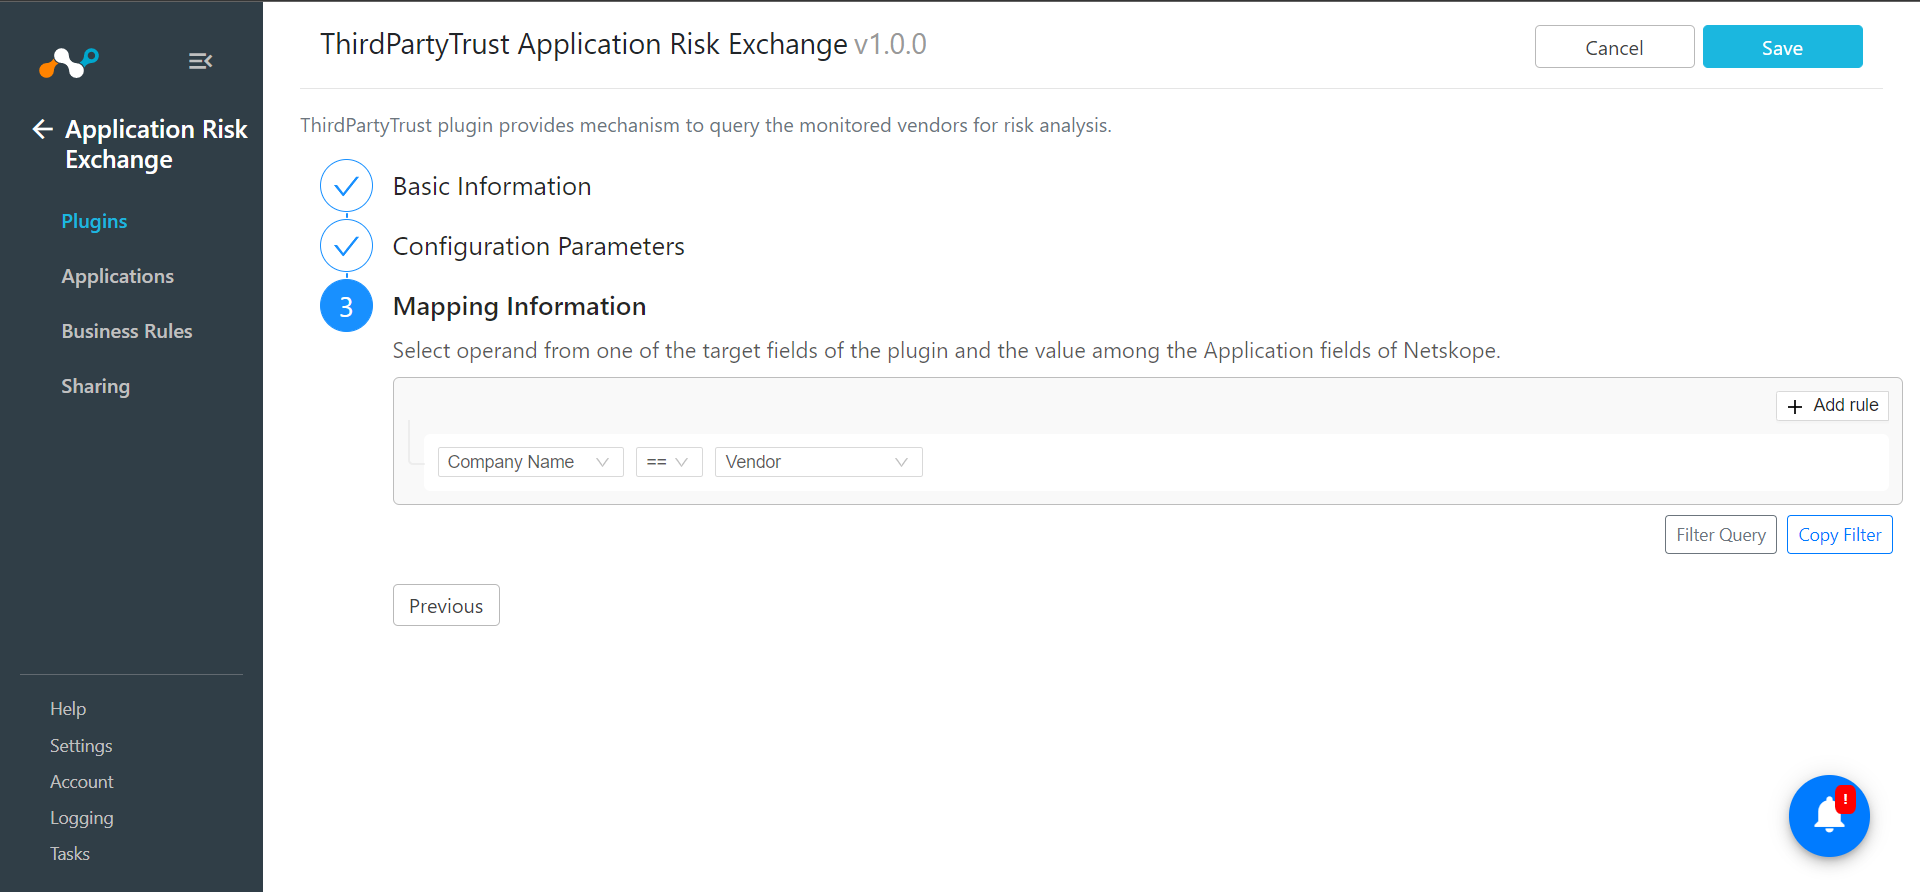 Application Risk
Exchange
Plugins
Applications
Business Rules
Sharing
Help
Settings
Account
Logging
Tasks
ThirdPartyTrust Application Risk Exchange v1.0.0
Cancel
Save
ThirdPartyTrust plugin provides mechanism to query the monitored vendors for risk analysis.
Basic Information
Configuration Parameters
3
Mapping Information
Select operand from one of the target fields of the plugin and the value among the Application fields of Netskope.
+ Add rule
Company Name
==
Vendor
Filter Query
Copy Filter
Previous
!